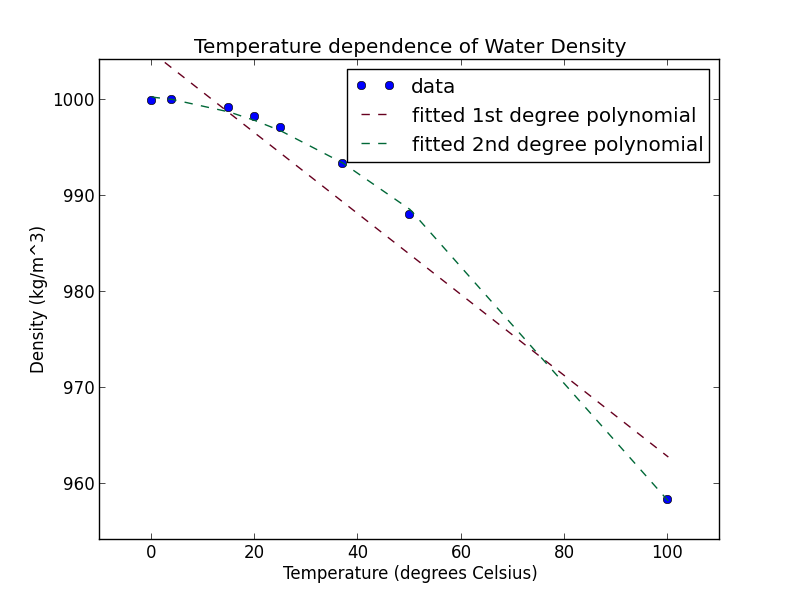 Temperature dependence of Water Density
data
fitted 1st degree polynomial
fitted 2nd degree polynomial
1000
990
980
970
960
Density (kg/m^3)
0 20 40 60 80 100
Temperature (degrees Celsius)